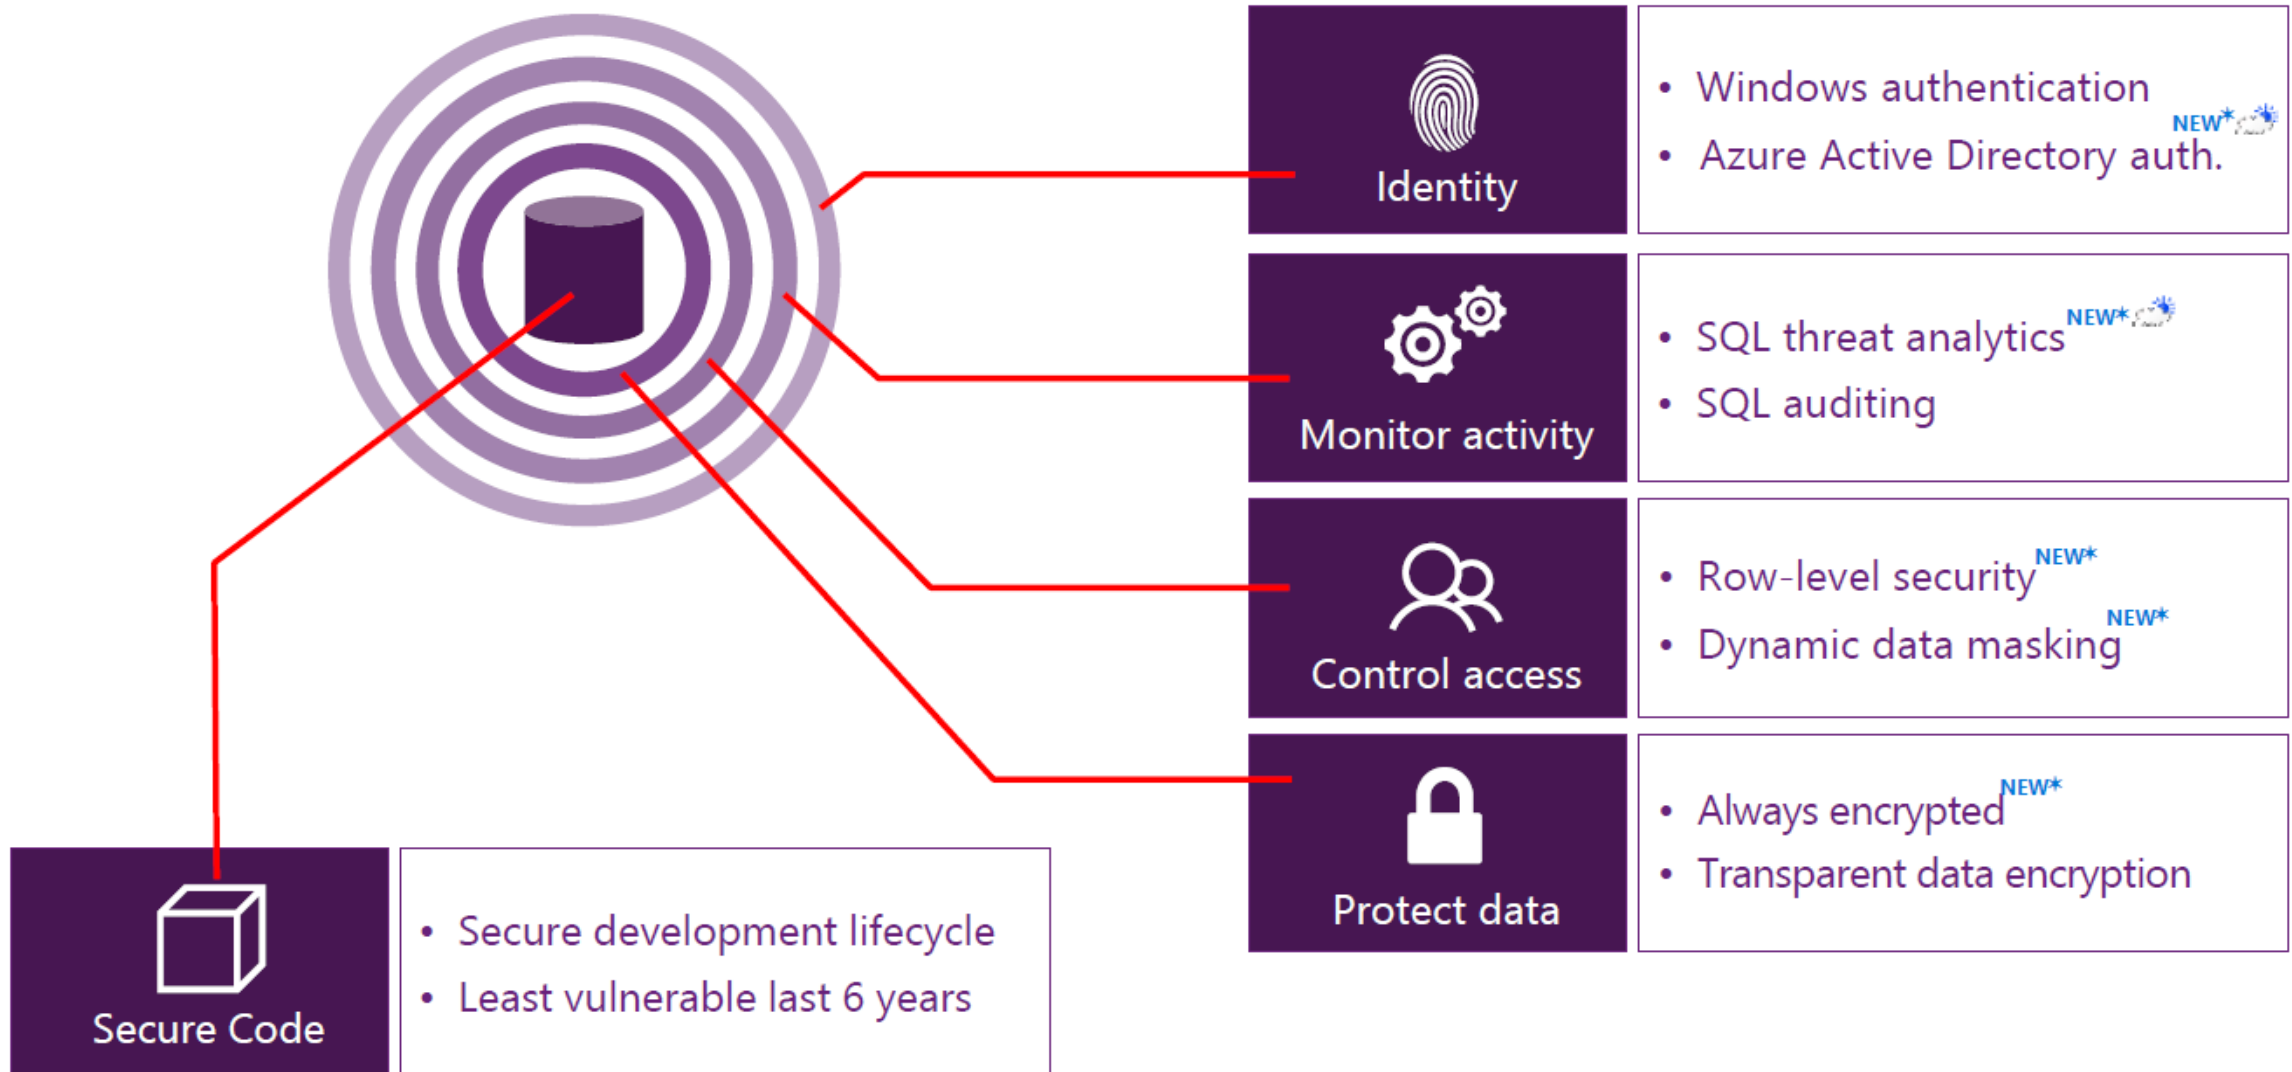 • Windows authentication
NEW*
• Azure Active Directory auth.
Identity
• SQL threat analytics NEW*
• SQL auditing
Monitor activity
• Row-level security NEW*
• Dynamic data masking NEW*
Control access
• Always encrypted NEW*
• Transparent data encryption
Protect data
• Secure development lifecycle
• Least vulnerable last 6 years
Secure Code